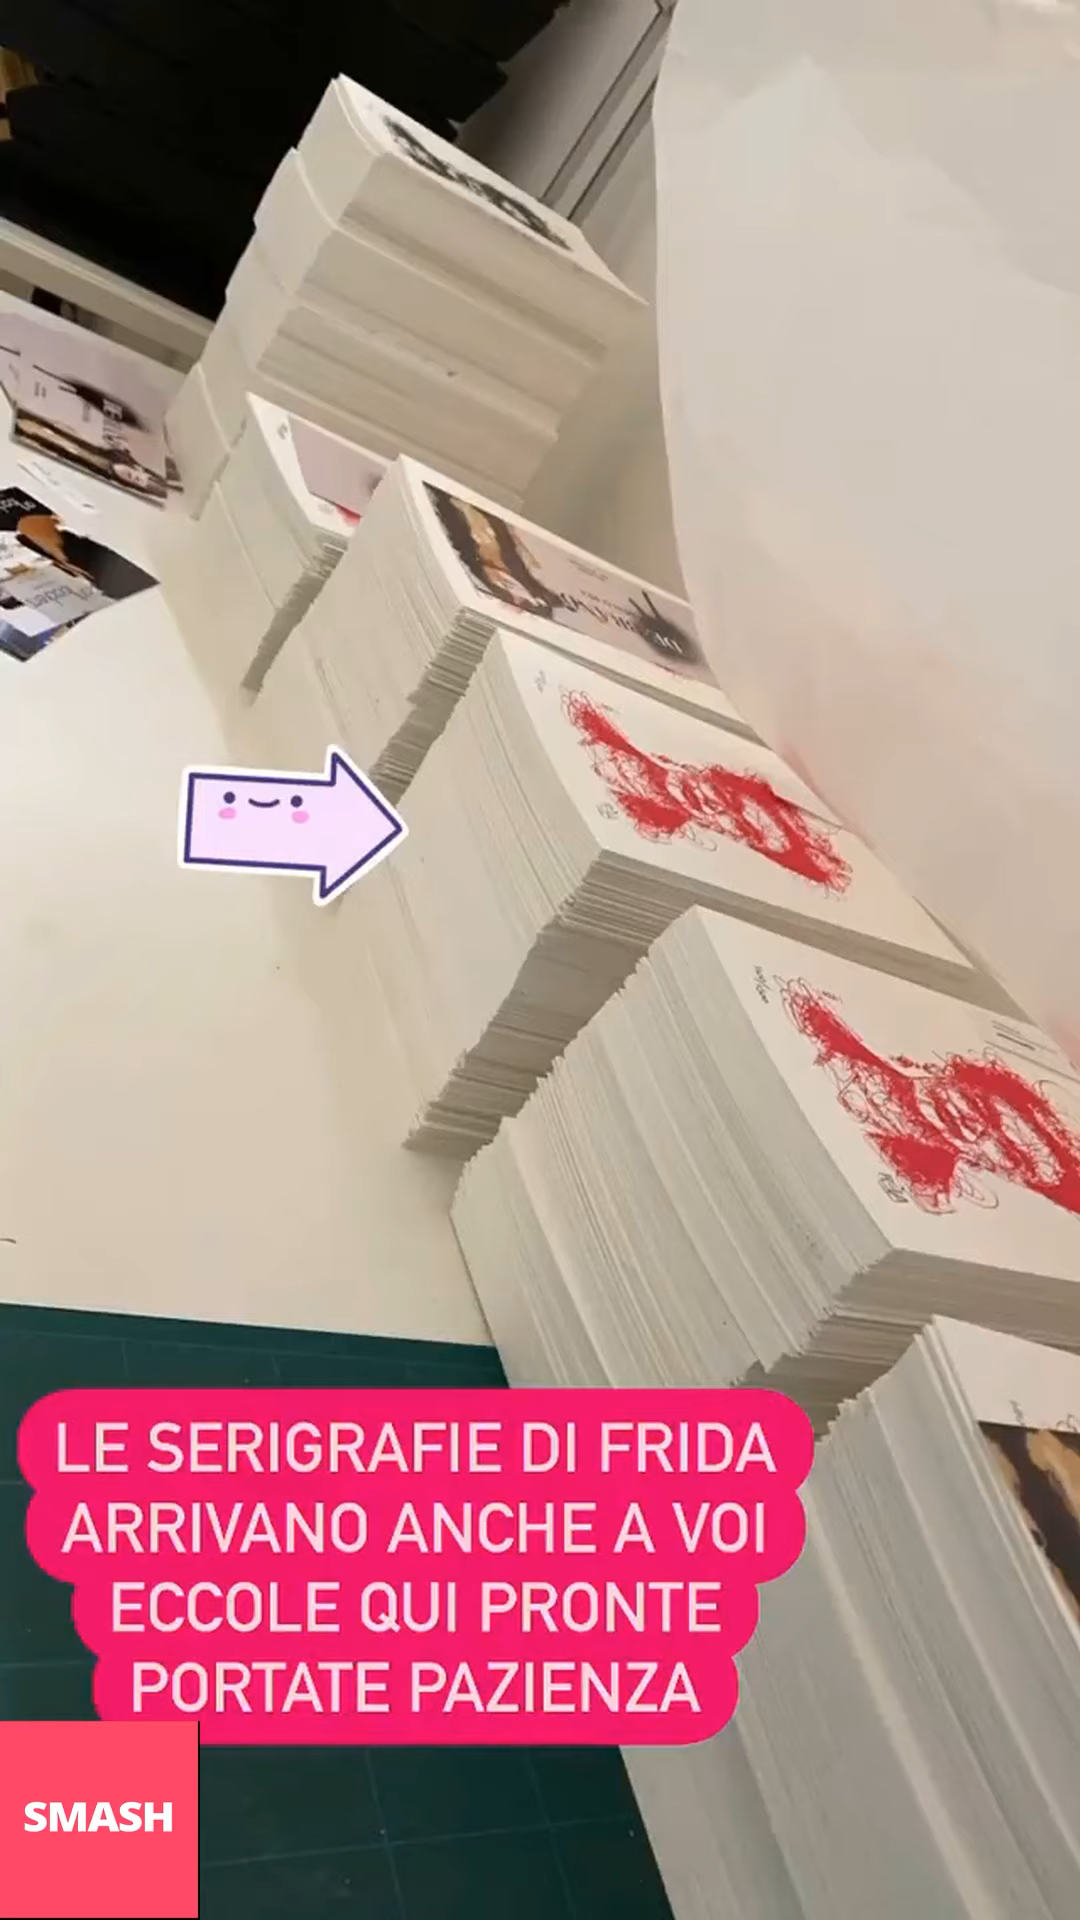 LE SERIGRAFIE DI FRIDA
ARRIVANO ANCHE A VOI
ECCOLE QUI PRONTE
PORTATE PAZIENZA
SMASH